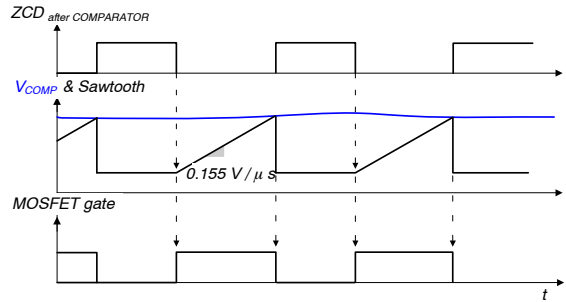 ZCD after COMPARATOR
VCOMP & Sawtooth
0.155 V / μ s
MOSFET gate
t